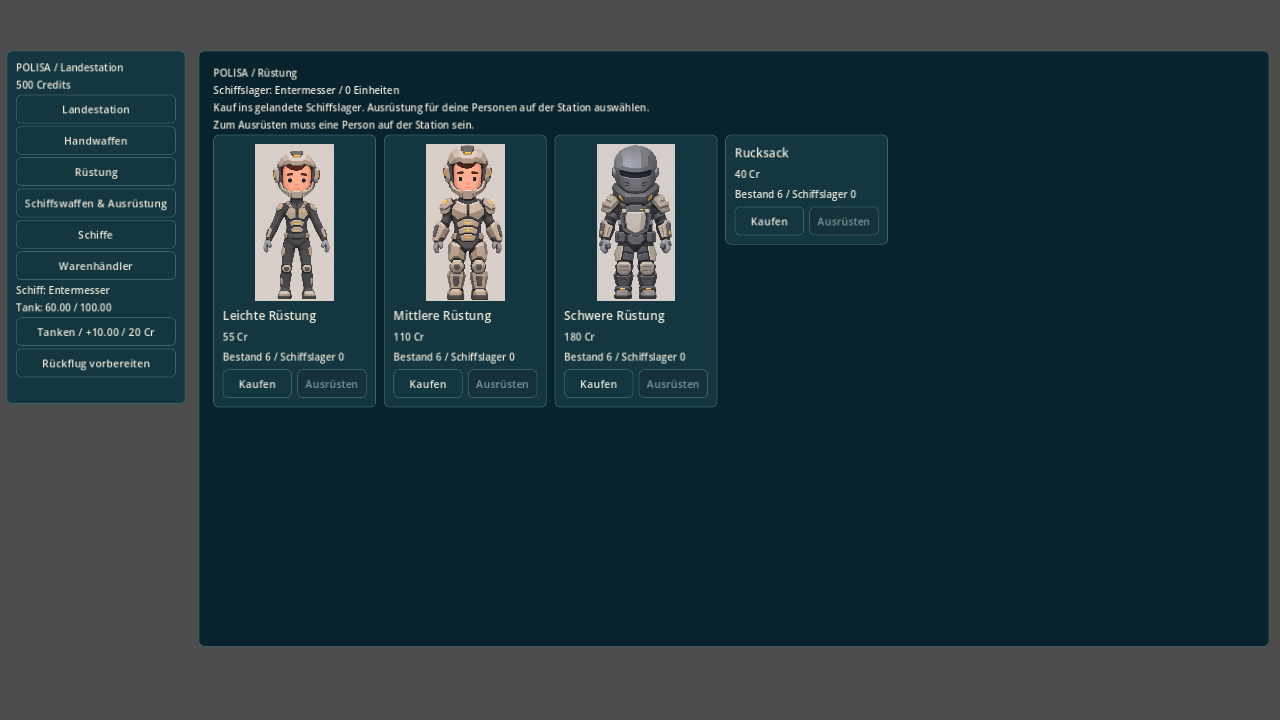 POLISA / Landestation
500 Credits
Landestation
Handwaffen
Rüstung
Schiffswaffen & Ausrüstung
Schiffe
Warenhändler
Schiff: Entermesser
Tank: 60.00 / 100.00
Tanken / +10.00 / 20 Cr
Rückflug vorbereiten
POLISA / Rüstung
Schiffslager: Entermesser / 0 Einheiten
Kauf ins gelandete Schiffslager. Ausrüstung für deine Personen auf der Station auswählen.
Zum Ausrüsten muss eine Person auf der Station sein.
Leichte Rüstung
55 Cr
Bestand 6 / Schiffslager 0
Kaufen Ausrüsten
Mittlere Rüstung
110 Cr
Bestand 6 / Schiffslager 0
Kaufen Ausrüsten
Schwere Rüstung
180 Cr
Bestand 6 / Schiffslager 0
Kaufen Ausrüsten
Rucksack
40 Cr
Bestand 6 / Schiffslager 0
Kaufen Ausrüsten